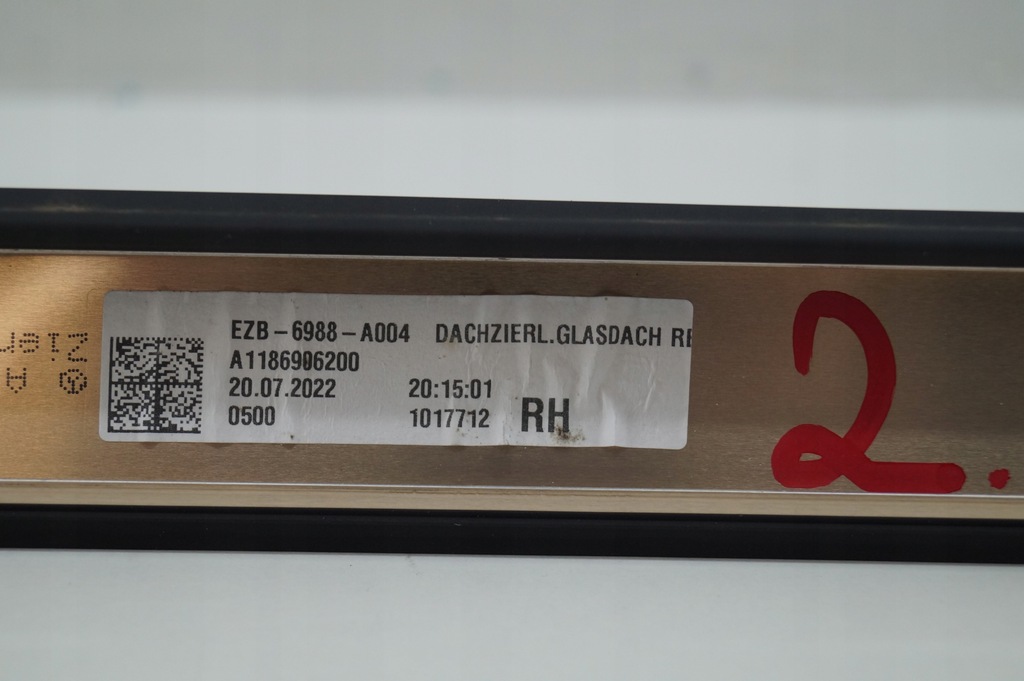 EZB-6988-A004 DACHZIERL.GLASDACH
A1186906200
20.07.2022 20:15:01
0500 1017712 RH
2.